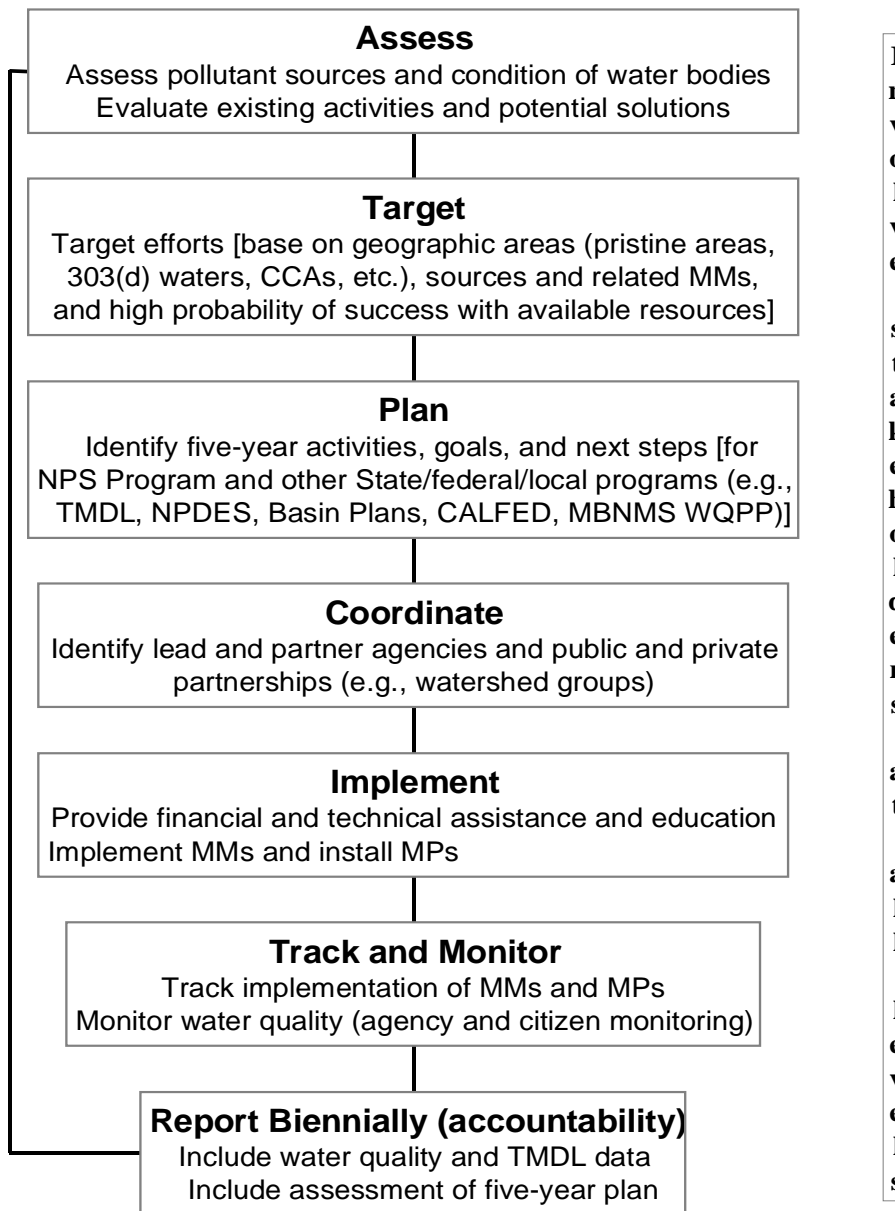 Assess
Assess pollutant sources and condition of water bodies
Evaluate existing activities and potential solutions
Target
Target efforts [base on geographic areas (pristine areas,
303(d) waters, CCAs, etc.), sources and related MMs,
and high probability of success with available resources]
Plan
Identify five-year activities, goals, and next steps [for
NPS Program and other State/federal/local programs (e.g.,
TMDL, NPDES, Basin Plans, CALFED, MBNMS WQPP)]
Coordinate
Identify lead and partner agencies and public and private
partnerships (e.g., watershed groups)
Implement
Provide financial and technical assistance and education
Implement MMs and install MPs
Track and Monitor
Track implementation of MMs and MPs
Monitor water quality (agency and citizen monitoring)
Report Biennially (accountability)
Include water quality and TMDL data
Include assessment of five-year plan